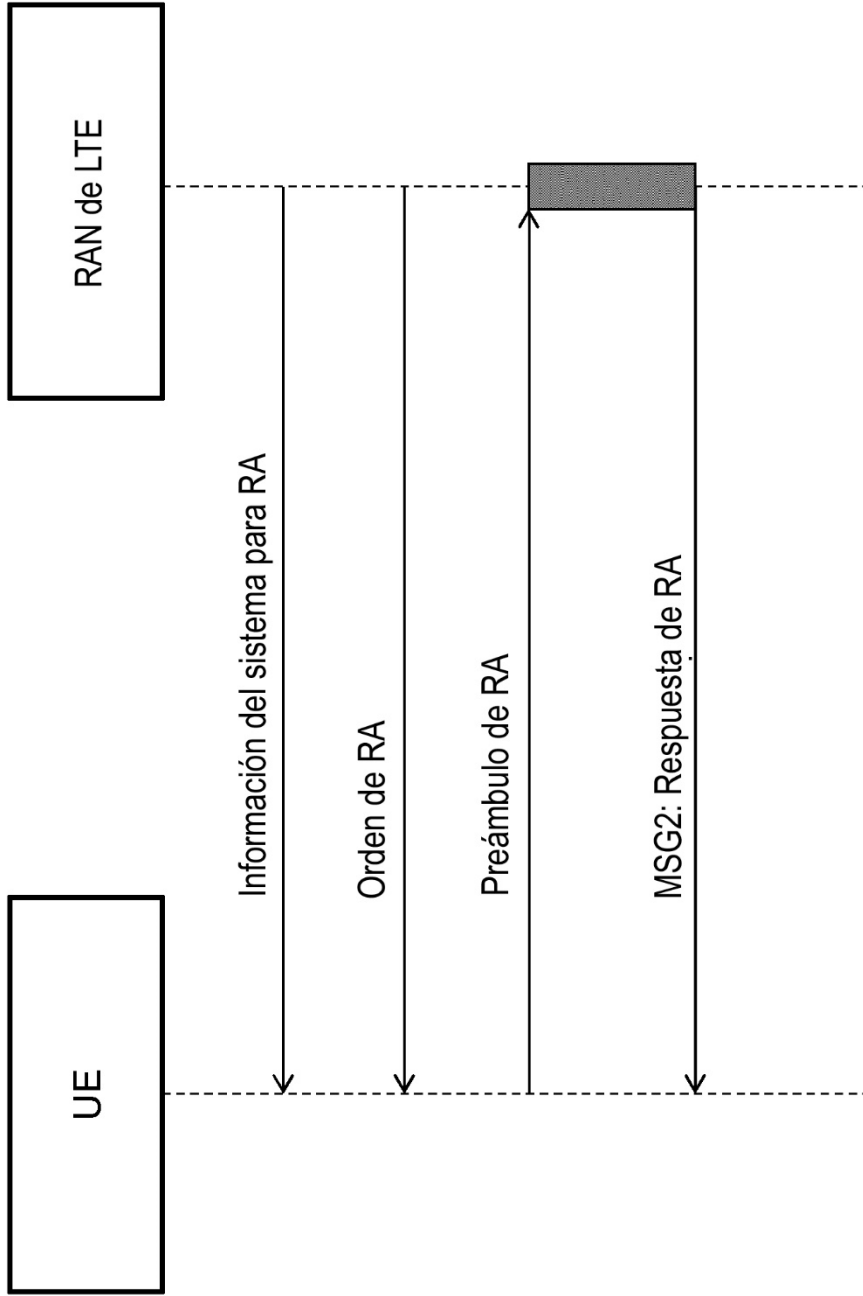 UE
RAN de LTE
Información del sistema para RA
Orden de RA
Preámbulo de RA
MSG2: Respuesta de RA